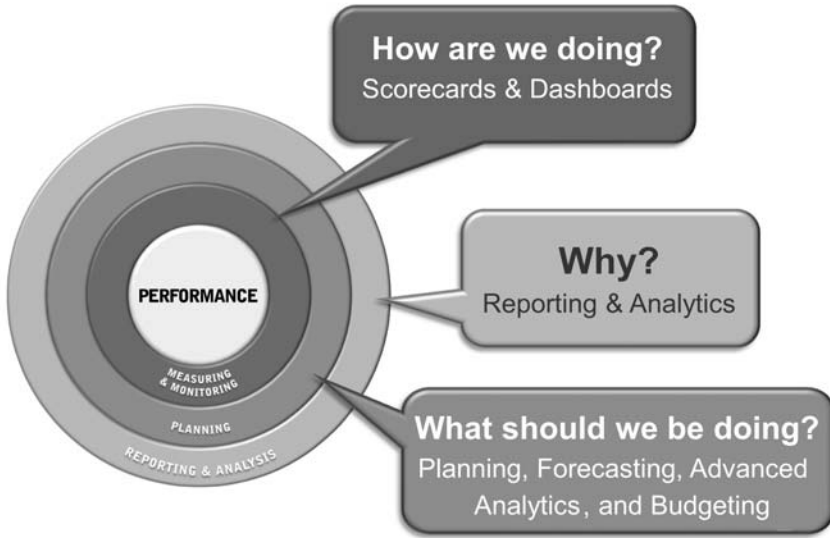 How are we doing?
Scorecards & Dashboards
Why?
Reporting & Analytics
PERFORMANCE
MEASURING
& MONITORING
PLANNING
REPORTING & ANALYSIS
What should we be doing?
Planning, Forecasting, Advanced
Analytics, and Budgeting